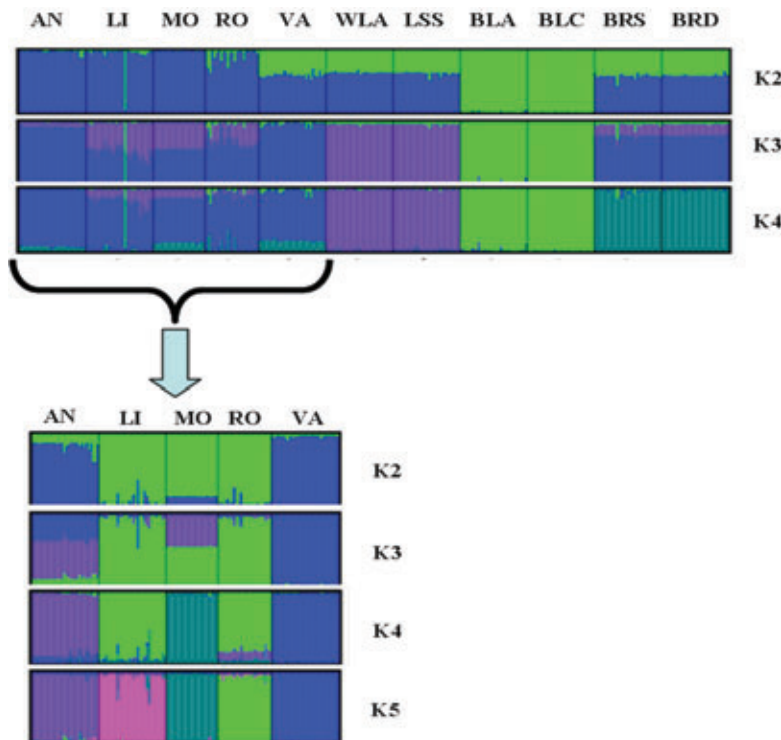 AN LI MO RO VA WLA LSS BLA BLC BRS BRD
K2
K3
K4
AN LI MO RO VA
K2
K3
K4
K5